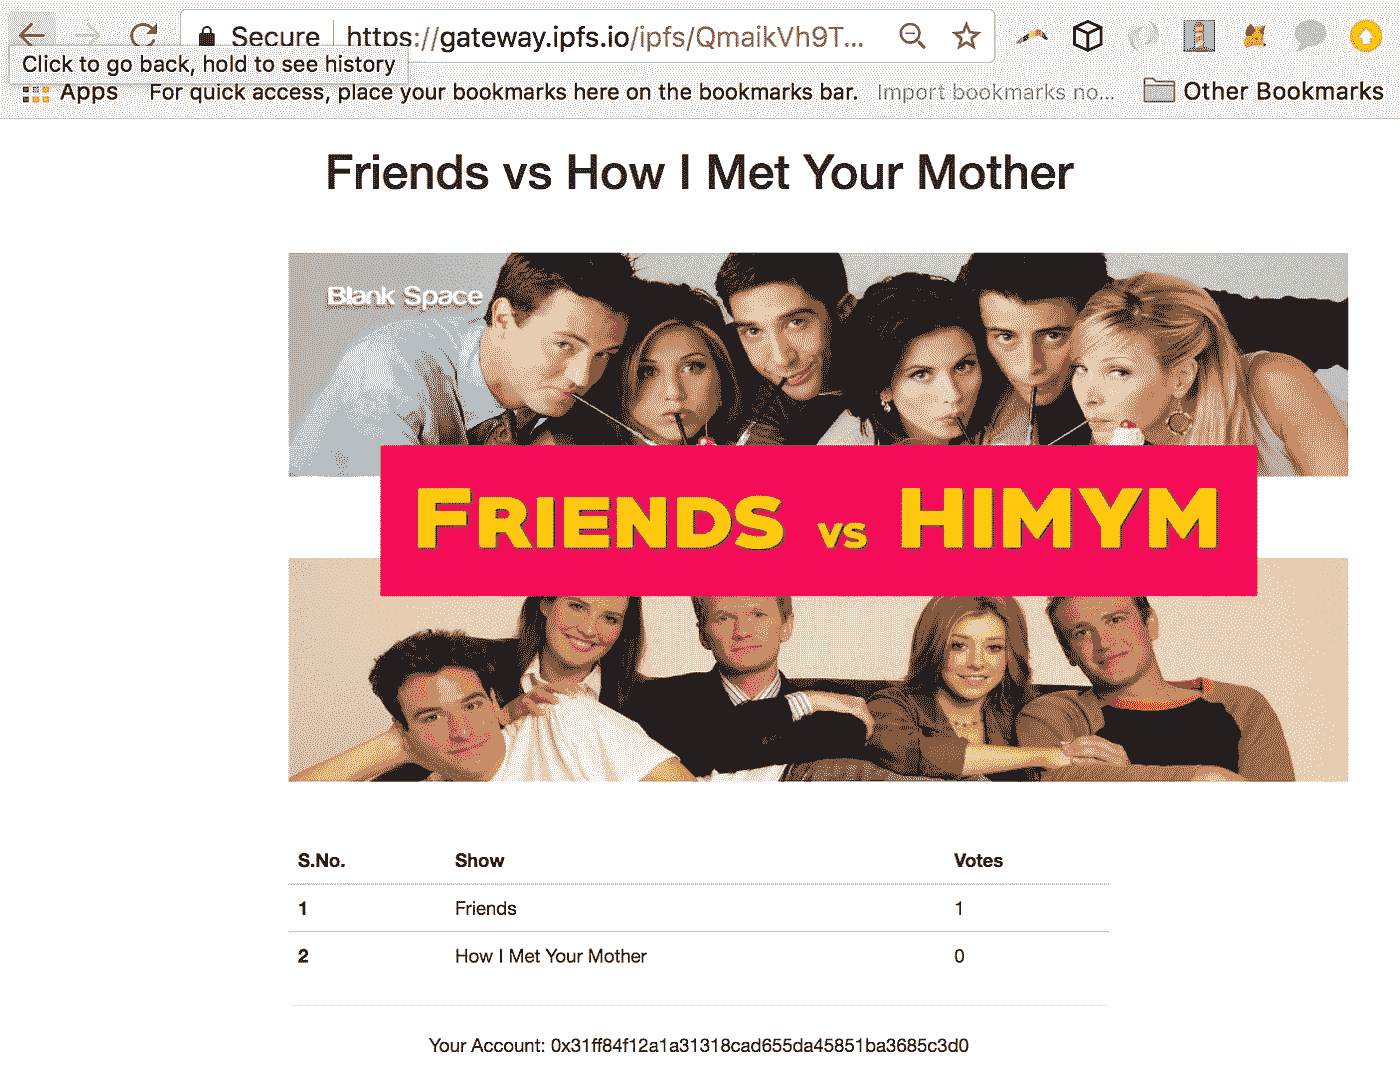 Secure https://gateway.ipfs.io/ipfs/QmaikVh9T...
Click to go back, hold to see history
Apps For quick access, place your bookmarks here on the bookmarks bar. Import bookmarks no... Other Bookmarks
Friends vs How I Met Your Mother
Blank Space
FRIENDS VS HIMYM
S.No. Show Votes
1 Friends 1
2 How I Met Your Mother 0
Your Account: 0x31ff84f12a1a31318cad655da45851ba3685c3d0